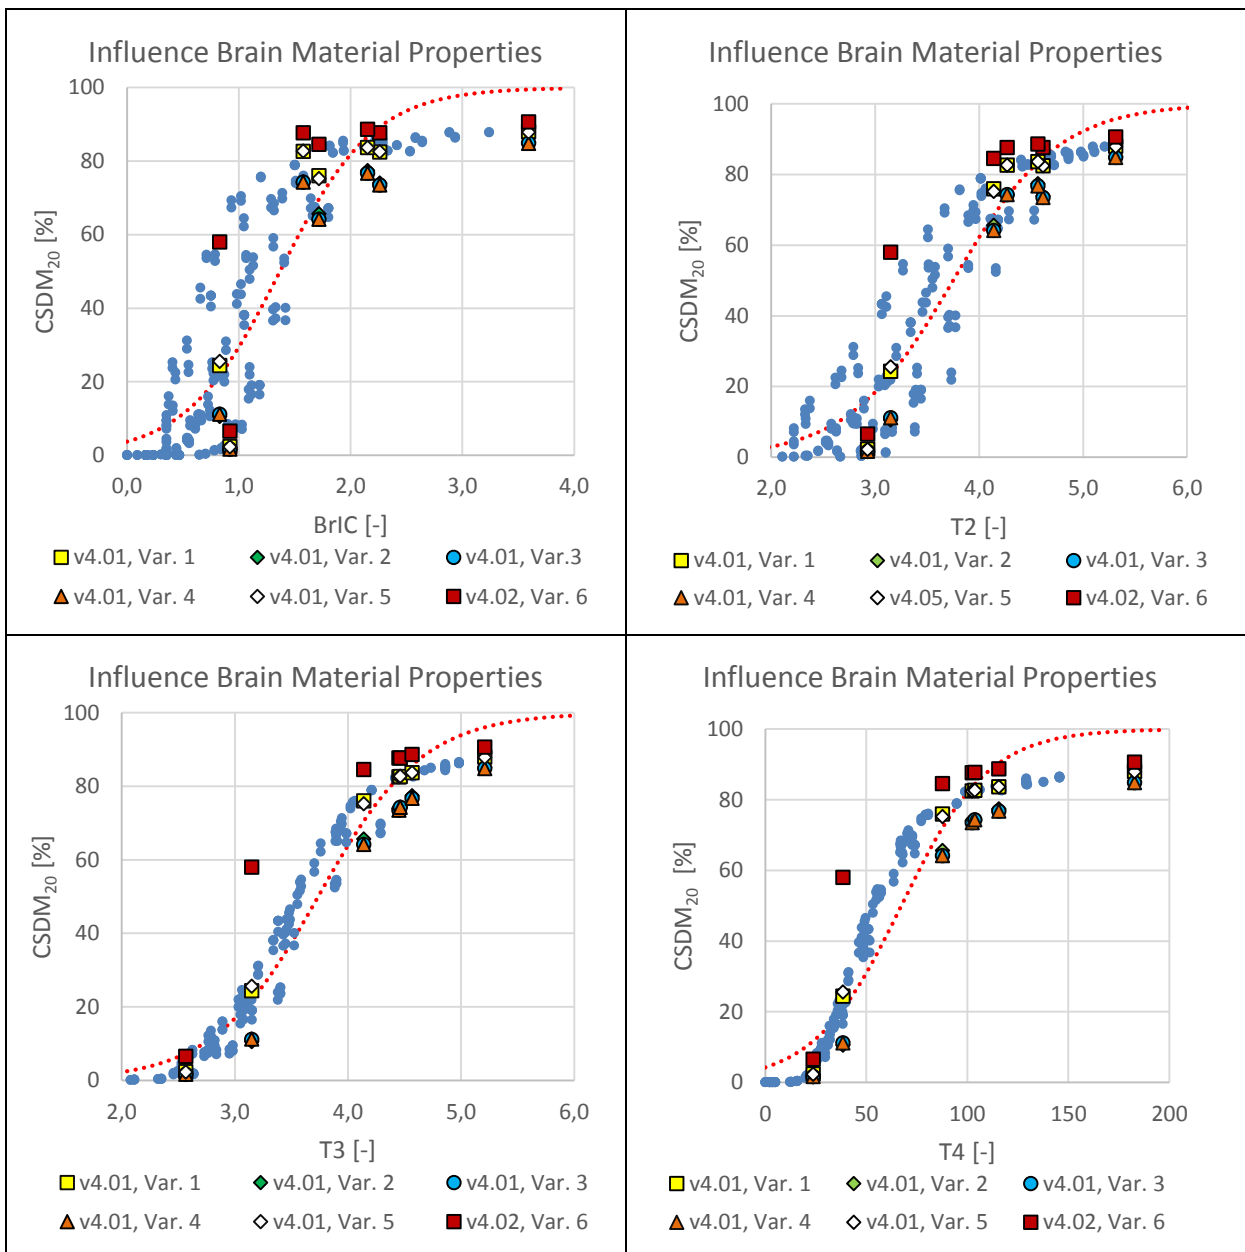 Influence Brain Material Properties
CSDM20 [%]
100
80
60
40
20
0
0,0 1,0 2,0 3,0 4,0
BrIC [-]
v4.01, Var. 1 v4.01, Var. 2 v4.01, Var.3
v4.01, Var. 4 v4.01, Var. 5 v4.02, Var. 6
Influence Brain Material Properties
CSDM20 [%]
100
80
60
40
20
0
2,0 3,0 4,0 5,0 6,0
T2 [-]
v4.01, Var. 1 v4.01, Var. 2 v4.01, Var. 3
v4.01, Var. 4 v4.05, Var. 5 v4.02, Var. 6
Influence Brain Material Properties
CSDM20 [%]
100
80
60
40
20
0
2,0 3,0 4,0 5,0 6,0
T3 [-]
v4.01, Var. 1 v4.01, Var. 2 v4.01, Var. 3
v4.01, Var. 4 v4.01, Var. 5 v4.02, Var. 6
Influence Brain Material Properties
CSDM20 [%]
100
80
60
40
20
0
0 50 100 150 200
T4 [-]
v4.01, Var. 1 v4.01, Var. 2 v4.01, Var. 3
v4.01, Var. 4 v4.01, Var. 5 v4.02, Var. 6